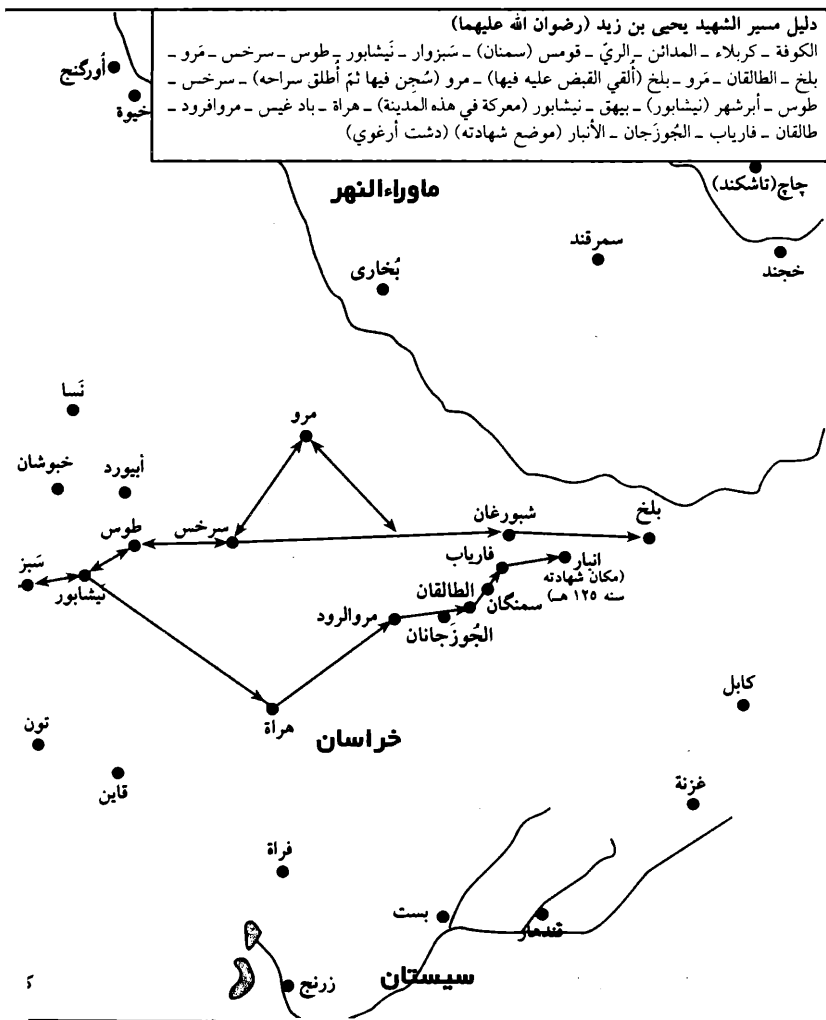 دليل مسير الشهيد يحيى بن زيد (رضوان الله عليهما)
الكوفة ـ كربلاء ـ المدائن ـ الريّ ـ قومس (سمنان) ـ سَبزوار ـ نَيشابور ـ طوس ـ سرخس ـ مَرو ـ
بلخ ـ الطالقان ـ مَرو ـ بلخ (أُلقي القبض عليه فيها) ـ مرو (سُجِن فيها ثمّ أُطلق سراحه) ـ سرخس ـ
طوس ـ أبرشهر (نيشابور) ـ بيهق ـ نيشابور (معركة في هذه المدينة) ـ هراة ـ باد غيس ـ مروافرود ـ
طالقان ـ فارياب ـ الجُوزَجان ـ الأنبار (موضع شهادته) (دشت أرغوي)
أُورگنج
خيوة
ماوراءالنهر
چاچ(تاشكند)
سمرقند
خجند
بُخارى
نَسا
مرو
خبوشان
أبيورد
طوس
سرخس
شبورغان
بلخ
سَبز
نيشابور
فارياب
انبار
(مكان شهادته
سنه ١٢٥ هـ)
الطالقان
سمنگان
مروالرود
الجُوزَجانان
هراة
كابل
خراسان
تون
قاين
غزنة
فراة
بست
قندهار
سيستان
زرنج